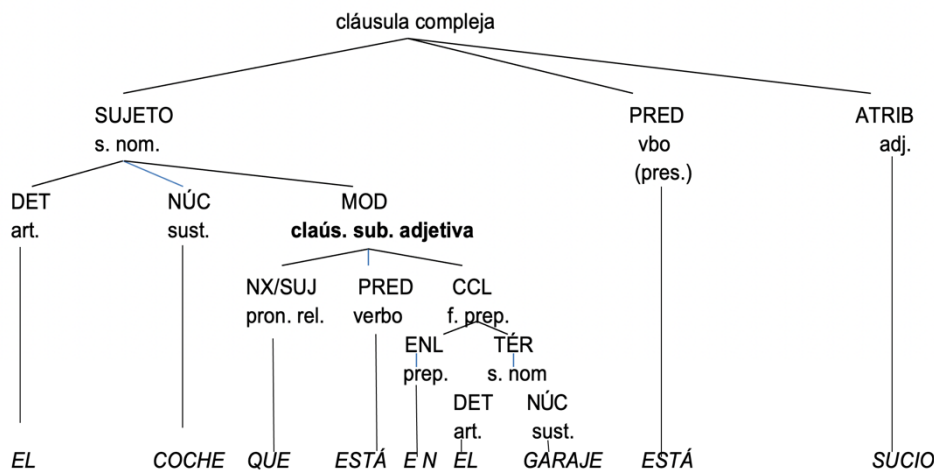 cláusula compleja
SUJETO PRED ATRIB
s. nom. vbo adj.
(pres.)
DET NÚC MOD
art. sust. claús. sub. adjetiva
NX/SUJ PRED CCL
pron. rel. verbo f. prep.
ENL TÉR
prep. s. nom
DET NÚC
art. sust.
EL COCHE QUE ESTÁ E N EL GARAJE ESTÁ SUCIO